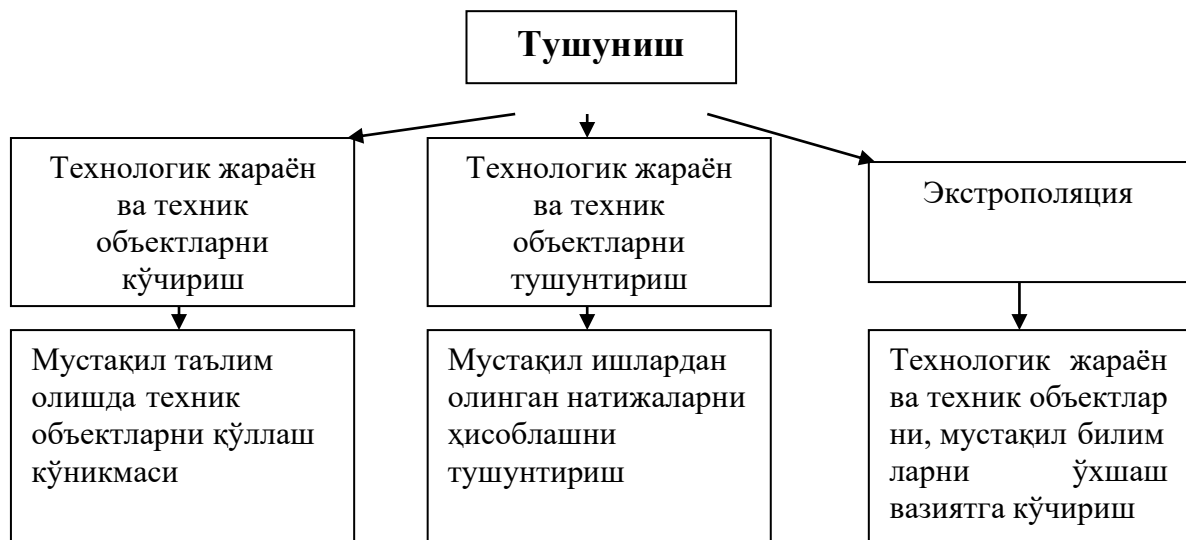 Тушуниш
Технологик жараён
ва техник
объектларни
кўчириш
Технологик жараён
ва техник
объектларни
тушунтириш
Экстрополяция
Мустақил таълим
олишда техник
объектларни қўллаш
кўникмаси
Мустақил ишлардан
олинган натижаларни
ҳисоблашни
тушунтириш
Технологик жараён
ва техник объектлар
ни, мустақил билим
ларни ўхшаш
вазиятга кўчириш